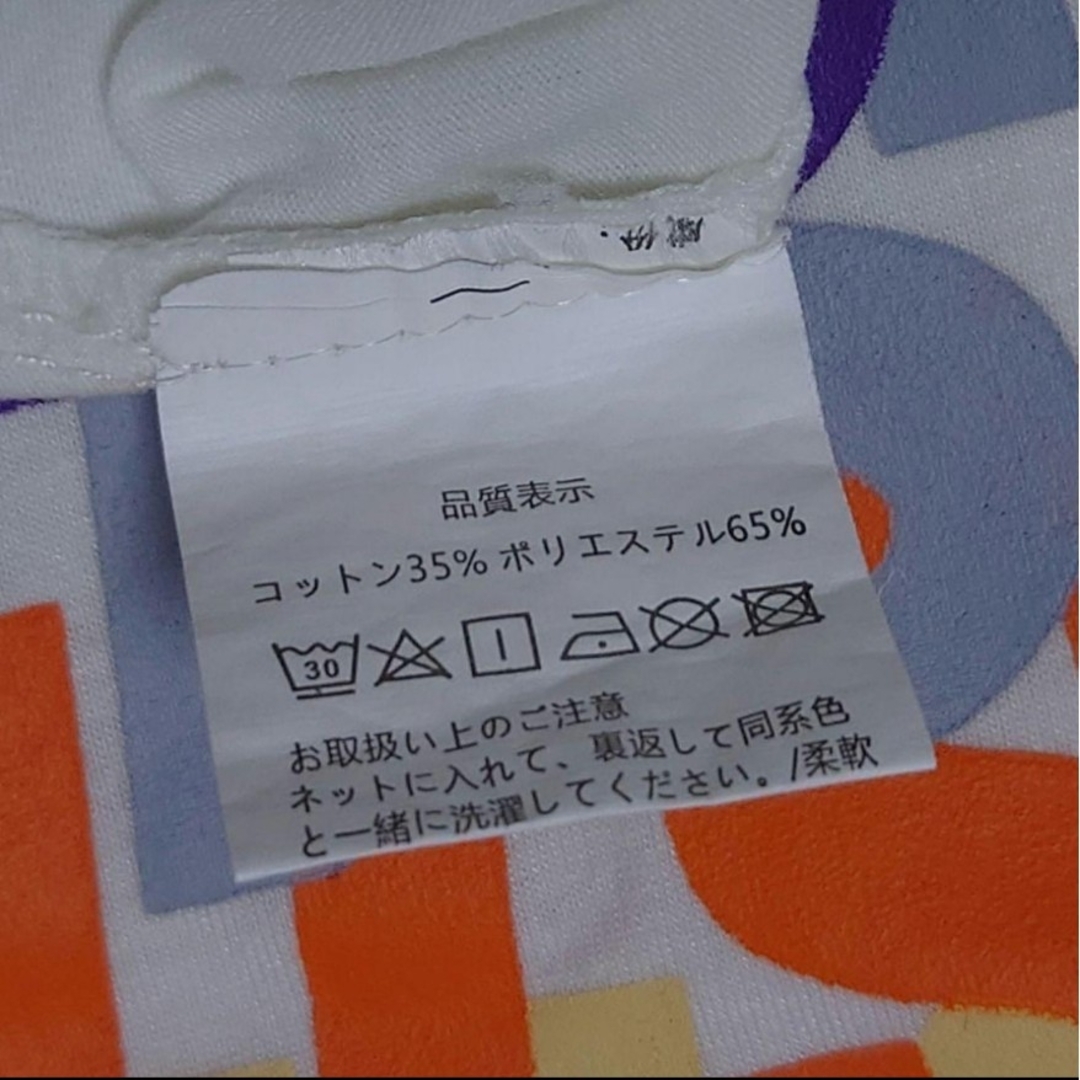 品質表示
コットン35% ポリエステル65%
30
お取扱い上のご注意
ネットに入れて、裏返して同系色
と一緒に洗濯してください。/柔軟